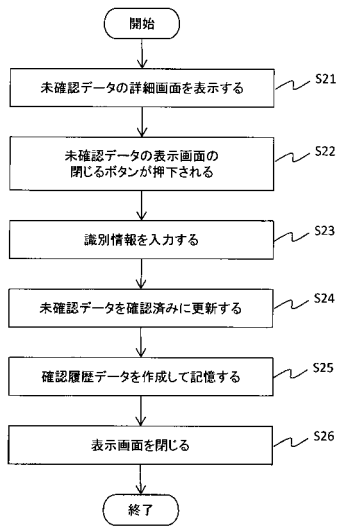 開始
未確認データの詳細画面を表示する
S21
未確認データの表示画面の
閉じるボタンが押下される
S22
識別情報を入力する
S23
未確認データを確認済みに更新する
S24
確認履歴データを作成して記憶する
S25
表示画面を閉じる
S26
終了